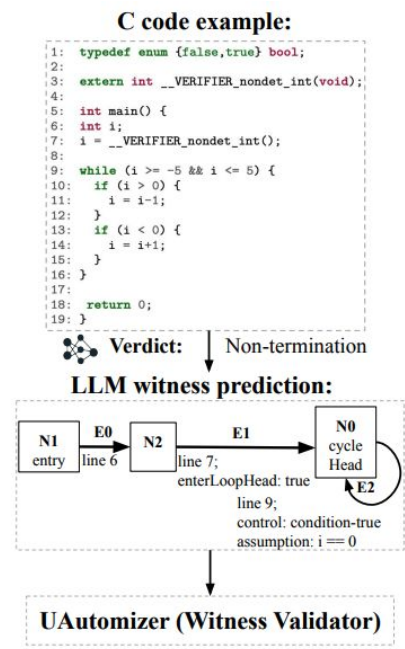 C code example:
1: typedef enum {false,true} bool;
2:
3: extern int __VERIFIER_nondet_int(void);
4:
5: int main() {
6: int i;
7: i = __VERIFIER_nondet_int();
8:
9: while (i >= -5 && i <= 5) {
10: if (i > 0) {
11: i = i-1;
12: }
13: if (i < 0) {
14: i = i+1;
15: }
16: }
17:
18: return 0;
19: }
Verdict: Non-termination
LLM witness prediction:
N1
entry
E0
line 6
N2
E1
line 7;
enterLoopHead: true
N0
cycle
Head
E2
line 9;
control: condition-true
assumption: i == 0
UAutomizer (Witness Validator)